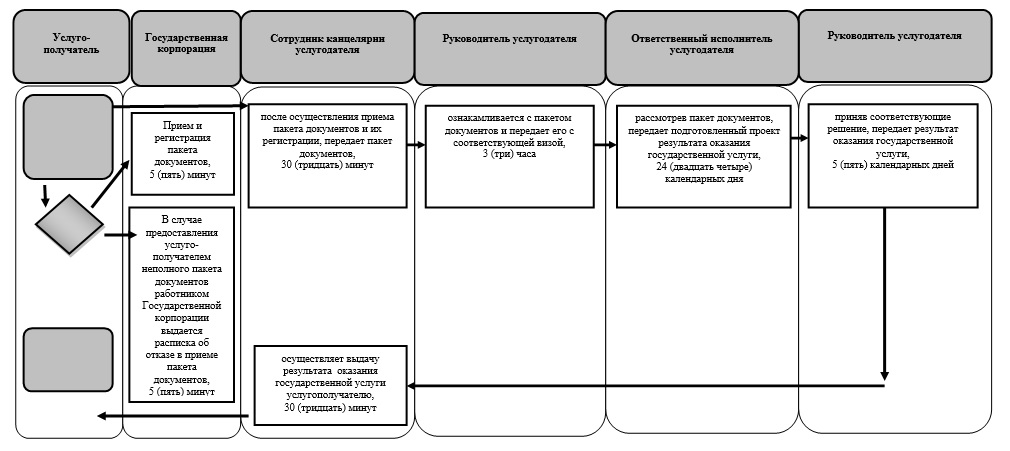 Услуго-
получатель
Государственная
корпорация
Сотрудник канцелярии
услугодателя
Руководитель услугодателя
Ответственный исполнитель
услугодателя
Руководитель услугодателя
Прием и
регистрация
пакета
документов,
5 (пять) минут
после осуществления приема
пакета документов и их
регистрации, передает пакет
документов,
30 (тридцать) минут
ознакамливается с пакетом
документов и передает его с
соответствующей визой,
3 (три) часа
рассмотрев пакет документов,
передает подготовленный проект
результата оказания
государственной услуги,
24 (двадцать четыре)
календарных дня
приняв соответствующие
решение, передает результат
оказания государственной
услуги,
5 (пять) календарных дней
В случае
предоставления
услуго-
получателем
неполного пакета
документов
работником
Государственной
корпорации
выдается
расписка об
отказе в приеме
пакета
документов,
5 (пять) минут
осуществляет выдачу
результата оказания
государственной услуги
услугополучателю,
30 (тридцать) минут